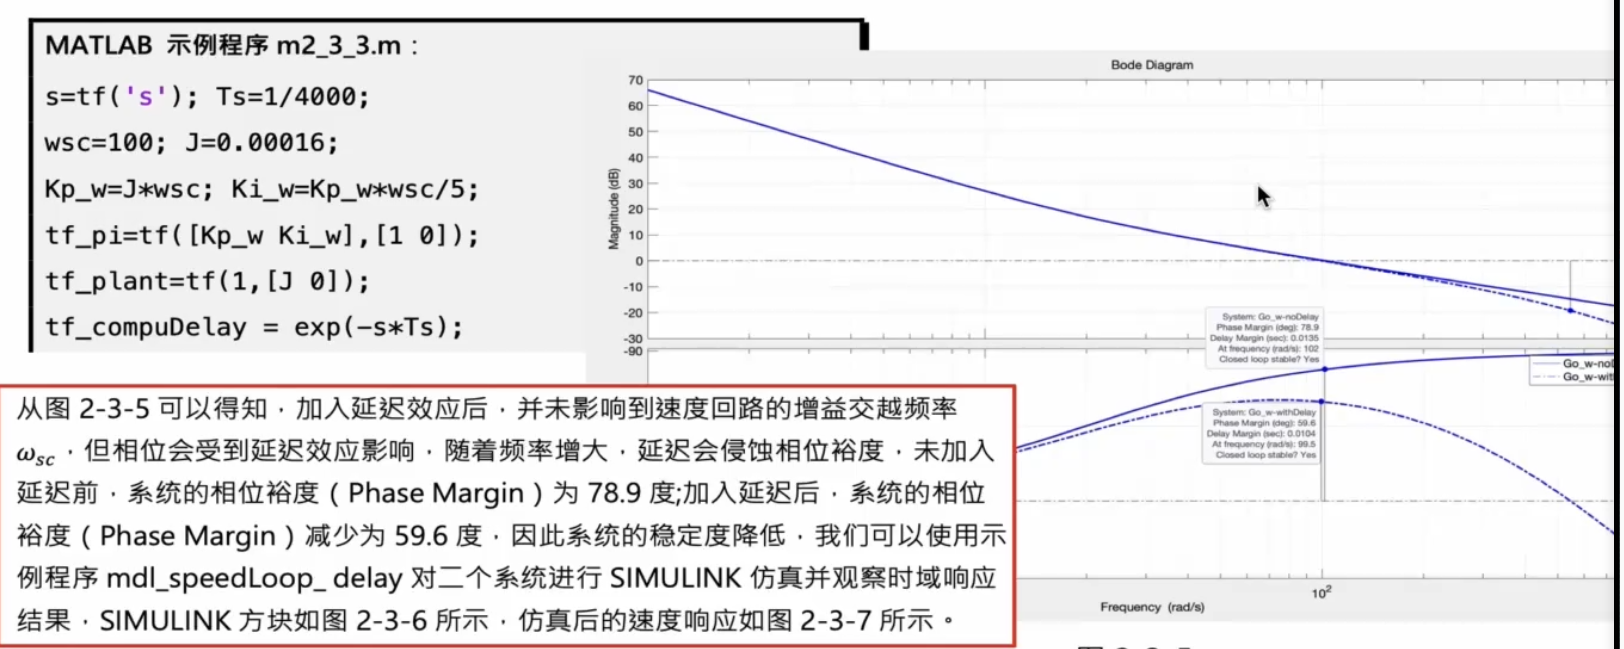 MATLAB 示例程序 m2_3_3.m：
s=tf('s'); Ts=1/4000;
wsc=100; J=0.00016;
Kp_w=J*wsc; Ki_w=Kp_w*wsc/5;
tf_pi=tf([Kp_w Ki_w],[1 0]);
tf_plant=tf(1,[J 0]);
tf_compuDelay = exp(-s*Ts);
Bode Diagram
Magnitude (dB)
70
60
50
40
30
20
10
0
-10
-20
-30
-90
System: Go_w-noDelay
Phase Margin (deg): 78.9
Delay Margin (sec): 0.0135
At frequency (rad/s): 102
Closed loop stable? Yes
Go_w-no
Go_w-wit
System: Go_w-withDelay
Phase Margin (deg): 59.6
Delay Margin (sec): 0.0104
At frequency (rad/s): 99.5
Closed loop stable? Yes
10²
Frequency (rad/s)
从图 2-3-5 可以得知，加入延迟效应后，并未影响到速度回路的增益交越频率
ωsc，但相位会受到延迟效应影响，随着频率增大，延迟会侵蚀相位裕度，未加入
延迟前，系统的相位裕度（Phase Margin）为 78.9 度;加入延迟后，系统的相位
裕度（Phase Margin）减少为 59.6 度，因此系统的稳定度降低，我们可以使用示
例程序 mdl_speedLoop_ delay 对二个系统进行 SIMULINK 仿真并观察时域响应
结果，SIMULINK 方块如图 2-3-6 所示，仿真后的速度响应如图 2-3-7 所示。